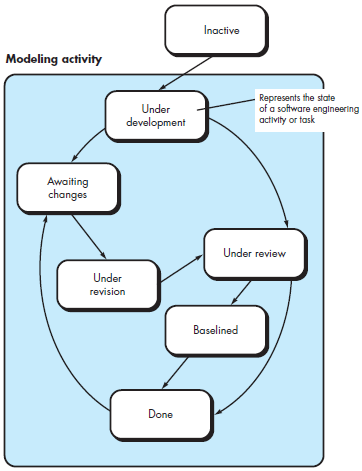 Inactive
Modeling activity
Represents the state
of a software engineering
activity or task
Under
development
Awaiting
changes
Under review
Under
revision
Baselined
Done